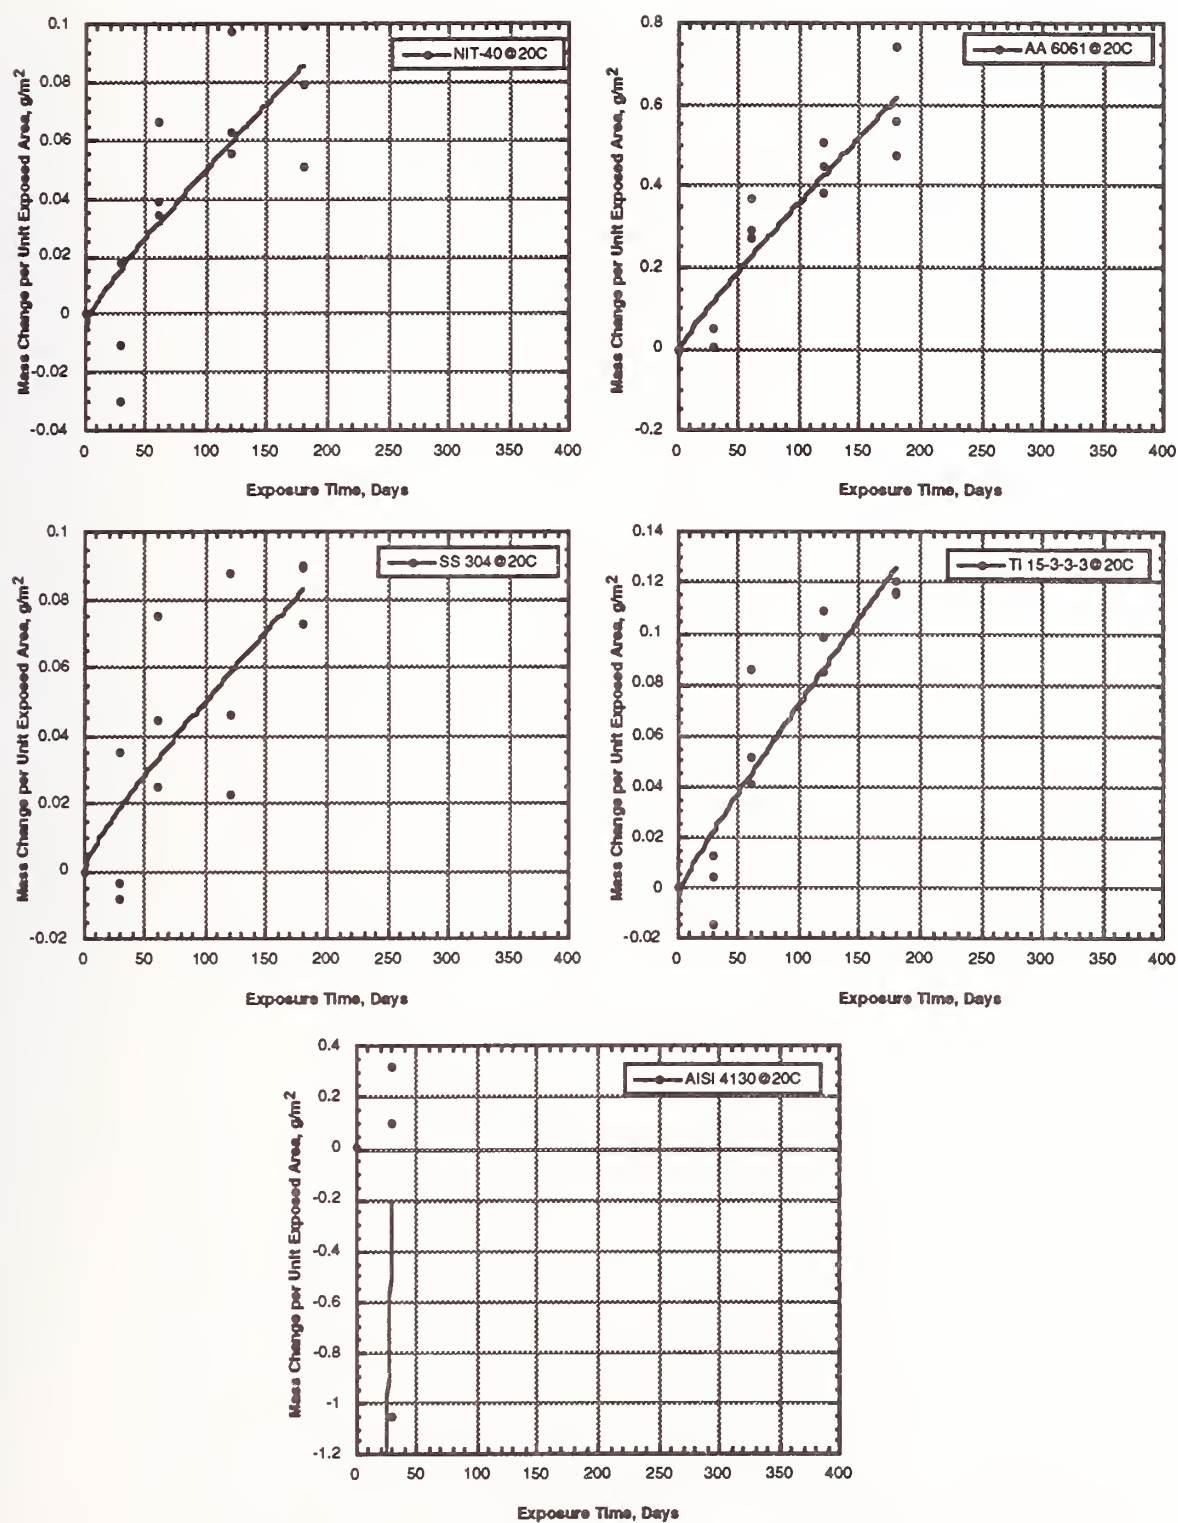 0.1
0.08
0.06
0.04
0.02
0
-0.02
-0.04
Mass Change per Unit Exposed Area, g/m²
NIT-40 @ 20C
0 50 100 150 200 250 300 350 400
Exposure Time, Days
0.8
0.6
0.4
0.2
0
-0.2
Mass Change per Unit Exposed Area, g/m²
AA 6061 @ 20C
0 50 100 150 200 250 300 350 400
Exposure Time, Days
0.1
0.08
0.06
0.04
0.02
0
-0.02
Mass Change per Unit Exposed Area, g/m²
SS 304 @ 20C
0 50 100 150 200 250 300 350 400
Exposure Time, Days
0.14
0.12
0.1
0.08
0.06
0.04
0.02
0
-0.02
Mass Change per Unit Exposed Area, g/m²
TI 15-3-3-3 @ 20C
0 50 100 150 200 250 300 350 400
Exposure Time, Days
0.4
0.2
0
-0.2
-0.4
-0.6
-0.8
-1
-1.2
Mass Change per Unit Exposed Area, g/m²
AISI 4130 @ 20C
0 50 100 150 200 250 300 350 400
Exposure Time, Days